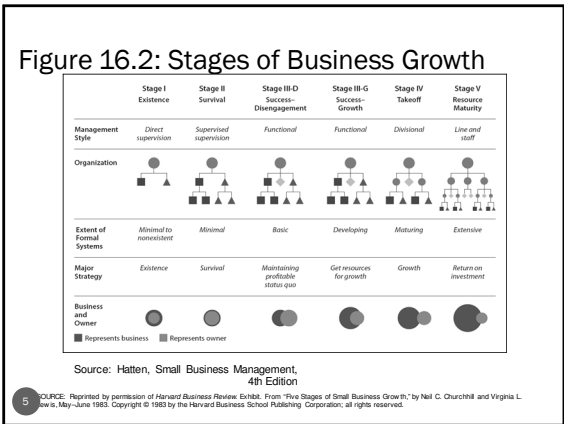 Figure 16.2: Stages of Business Growth
Stage I Stage II Stage III-D Stage III-G Stage IV Stage V
Existence Survival Success– Success– Takeoff Resource
Disengagement Growth Maturity
Management Direct Supervised Functional Functional Divisional Line and
Style supervision supervision staff
Organization
Extent of Minimal to Minimal Basic Developing Maturing Extensive
Formal nonexistent
Systems
Major Existence Survival Maintaining Get resources Growth Return on
Strategy profitable for growth investment
status quo
Business
and
Owner
Represents business Represents owner
Source: Hatten, Small Business Management,
4th Edition
5
SOURCE: Reprinted by permission of Harvard Business Review. Exhibit. From "Five Stages of Small Business Growth," by Neil C. Churchhill and Virginia L.
Lewis, May–June 1983. Copyright © 1983 by the Harvard Business School Publishing Corporation; all rights reserved.